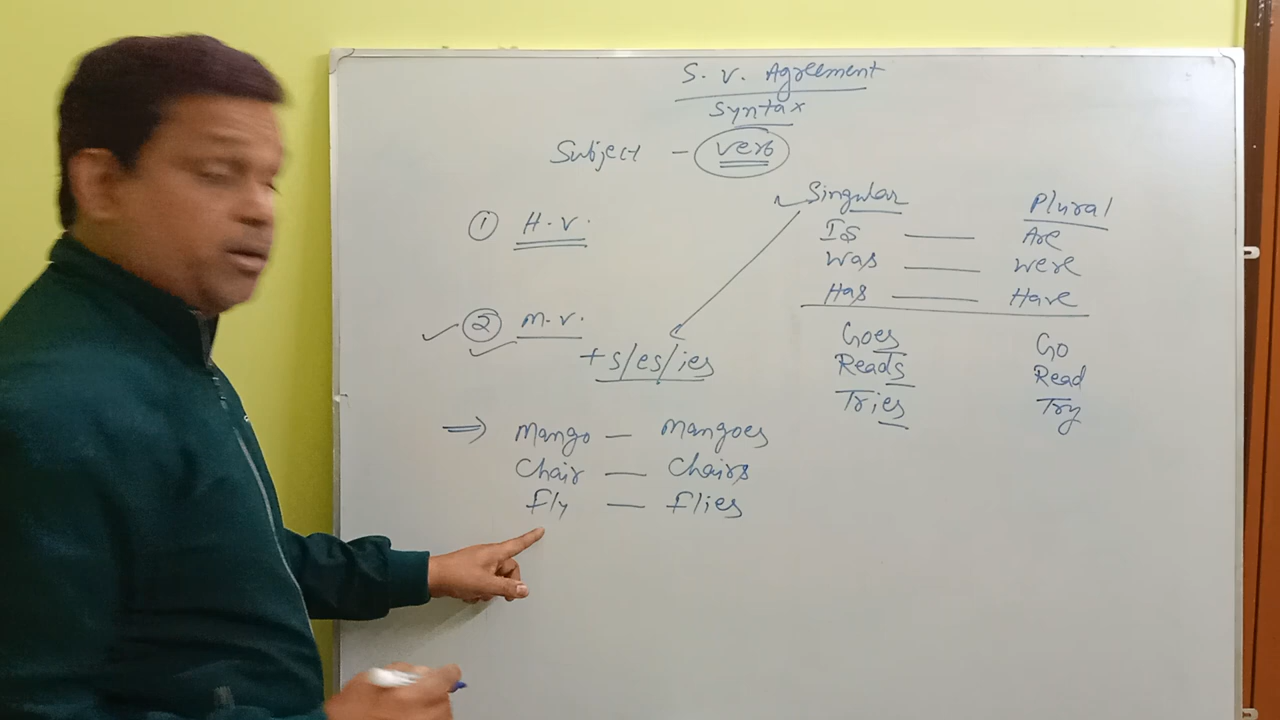 S. V. Agreement
Syntax
Subject - verb
① H. V.
② M. V.
+ s/es/ies
⇒ Mango — Mangoes
Chair — Chairs
Fly — Flies
Singular Plural
Is — Are
Was — Were
Has — Have
Goes Go
Reads Read
Tries Try